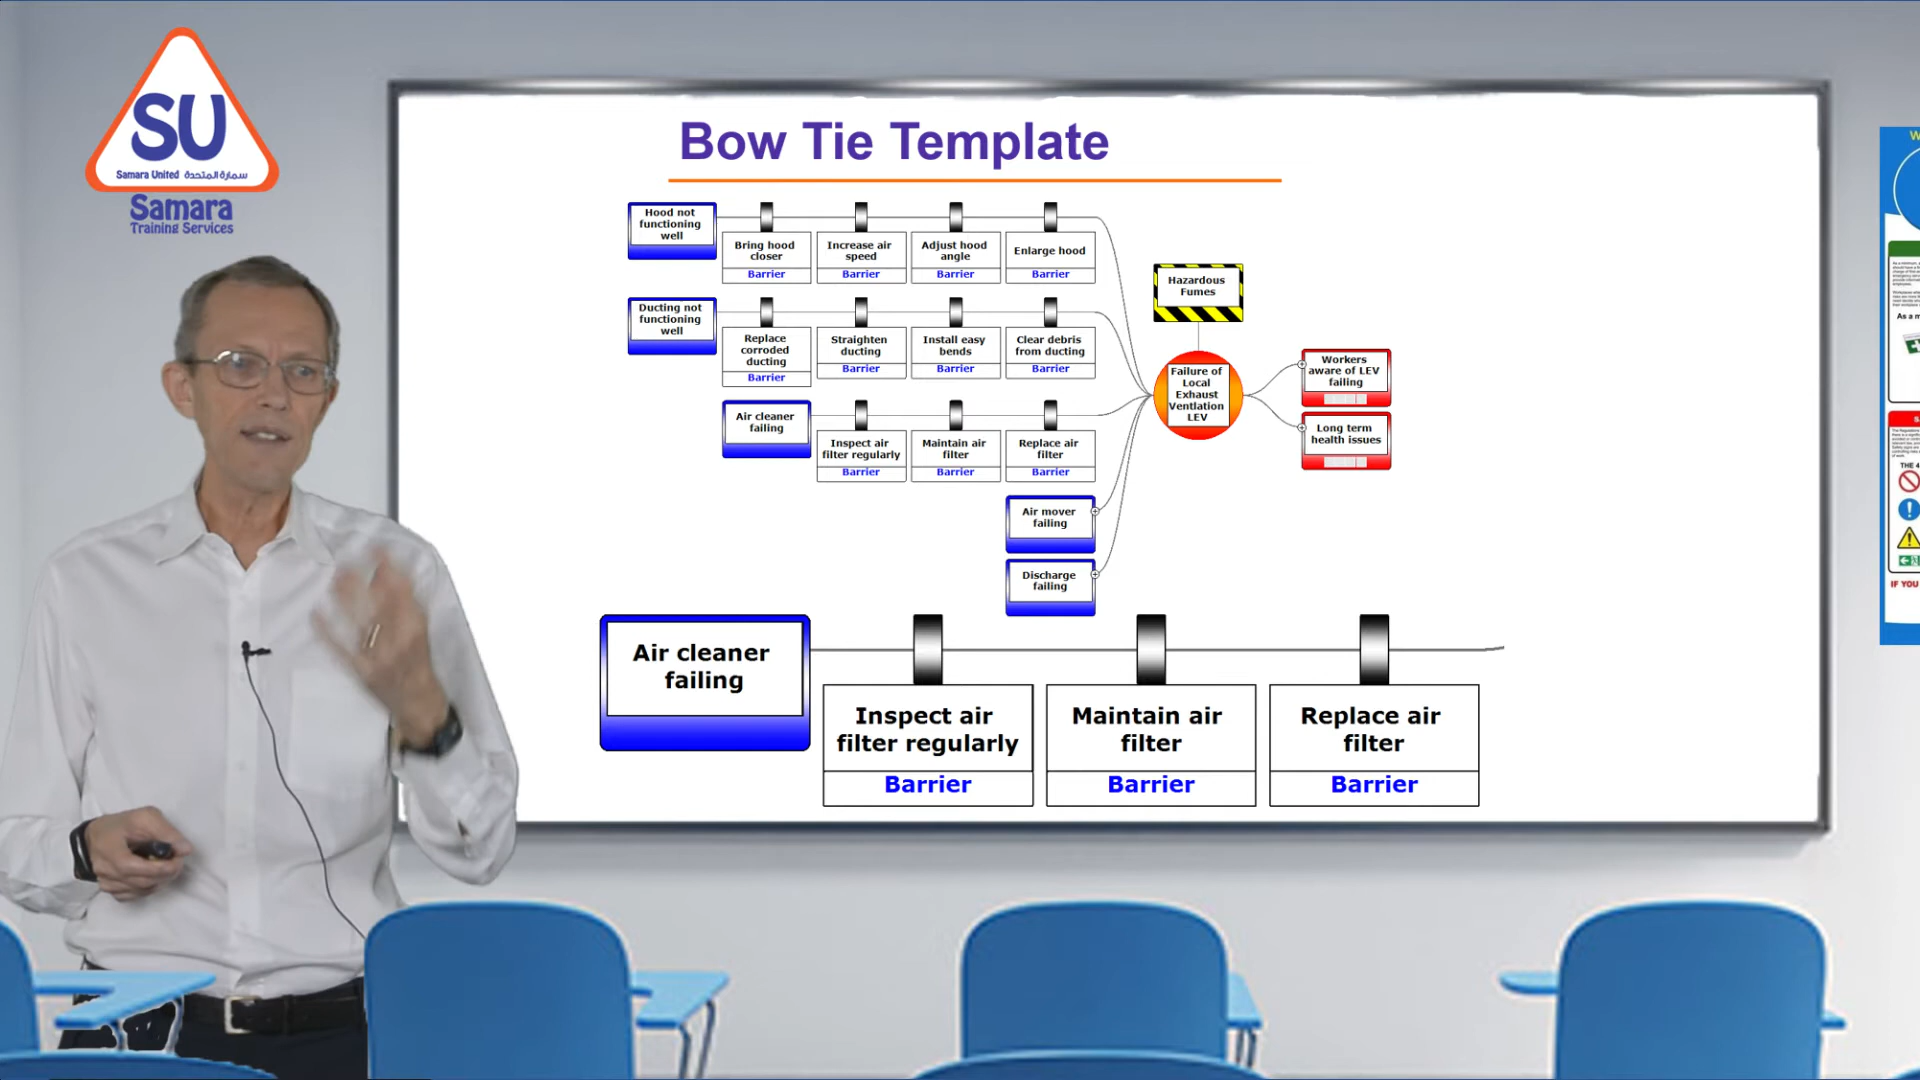 SU
Samara United سمارة المتحدة
Samara
Training Services
Bow Tie Template
Hood not
functioning
well
Bring hood
closer
Barrier
Increase air
speed
Barrier
Adjust hood
angle
Barrier
Enlarge hood
Barrier
Ducting not
functioning
well
Replace
corroded
ducting
Barrier
Straighten
ducting
Barrier
Install easy
bends
Barrier
Clear debris
from ducting
Barrier
Air cleaner
failing
Inspect air
filter regularly
Barrier
Maintain air
filter
Barrier
Replace air
filter
Barrier
Air mover
failing
Discharge
failing
Hazardous
Fumes
Failure of
Local
Exhaust
Ventlation
LEV
Workers
aware of LEV
failing
Long term
health issues
Air cleaner
failing
Inspect air
filter regularly
Barrier
Maintain air
filter
Barrier
Replace air
filter
Barrier
As a m
THE 4
IF YOU